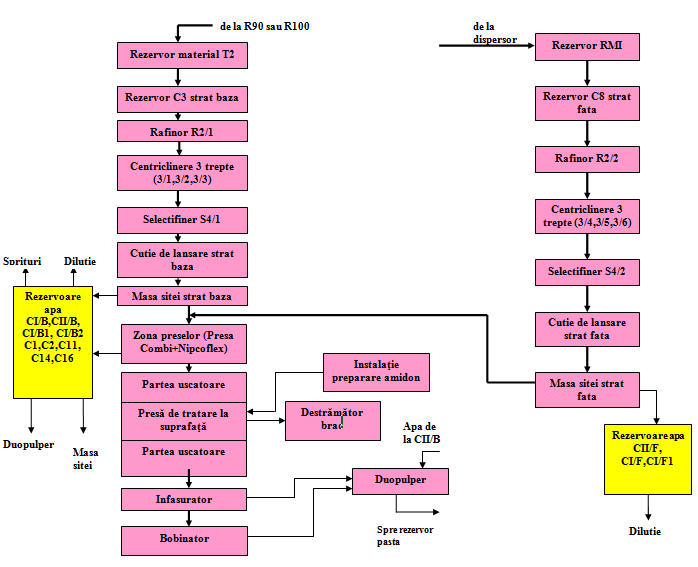 de la R90 sau R100
Rezervor material T2
Rezervor C3 strat baza
Rafinor R2/1
Centriclinere 3 trepte
(3/1,3/2,3/3)
Selectifiner S4/1
Cutie de lansare strat
baza
Masa sitei strat baza
Sprituri
Dilutie
Rezervoare
apa
CI/B,CII/B,
CI/B1, CI/B2
C1,C2,C11,
C14,C16
Duopulper
Masa
sitei
Zona preselor (Presa
Combi+Nipcoflex)
Partea uscatoare
Presă de tratare la
suprafață
Partea uscatoare
Infasurator
Bobinator
Instalație
preparare amidon
Destrămător
brac
Apa de
la CII/B
Duopulper
Spre rezervor
pasta
de la
dispersor
Rezervor RMI
Rezervor C8 strat
fata
Rafinor R2/2
Centriclinere 3
trepte (3/4,3/5,3/6)
Selectifiner S4/2
Cutie de lansare
strat fata
Masa sitei strat
fata
Rezervoare apa
CII/F,
CI/F,CI/F1
Dilutie